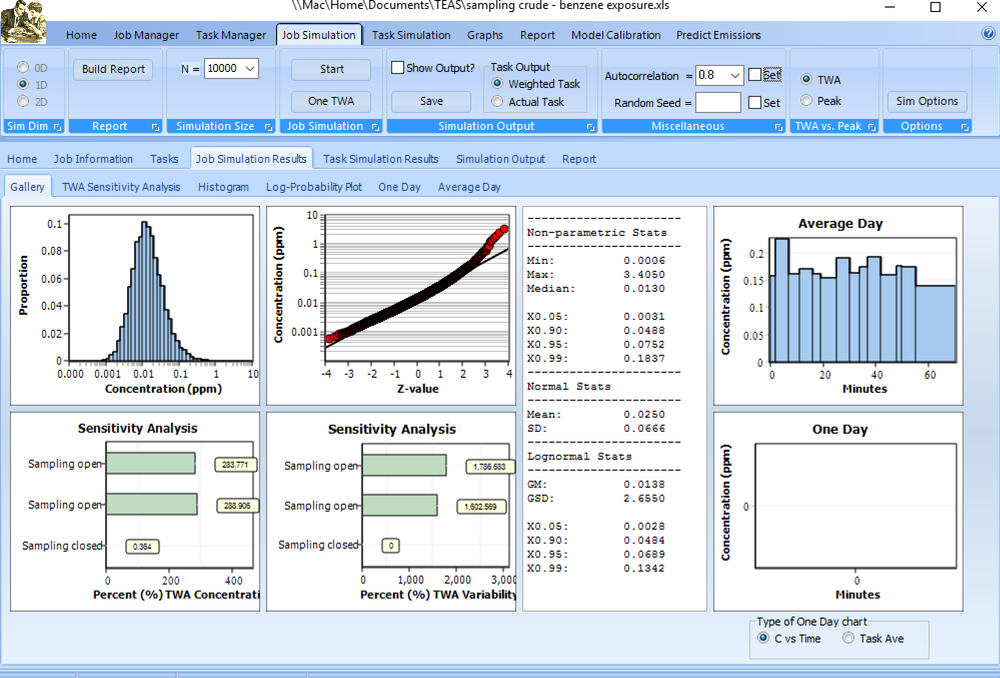 \\Mac\Home\Documents\TEAS\sampling crude - benzene exposure.xls
Home Job Manager Task Manager Job Simulation Task Simulation Graphs Report Model Calibration Predict Emissions
0D
1D
2D
Sim Dim
Build Report
Report
N = 10000
Simulation Size
Start
One TWA
Job Simulation
Show Output?
Save
Task Output
Weighted Task
Actual Task
Simulation Output
Autocorrelation = 0.8 Set
Random Seed = Set
Miscellaneous
TWA
Peak
TWA vs. Peak
Sim Options
Options
Home Job Information Tasks Job Simulation Results Task Simulation Results Simulation Output Report
Gallery TWA Sensitivity Analysis Histogram Log-Probability Plot One Day Average Day
Proportion
0.1
0.08
0.06
0.04
0.02
0
0.000 0.001 0.01 0.1 1 10
Concentration (ppm)
Concentration (ppm)
10
1
0.1
0.01
0.001
-4 -3 -2 -1 0 1 2 3 4
Z-value
----------------------
Non-parametric Stats
----------------------
Min: 0.0006
Max: 3.4050
Median: 0.0130
X0.05: 0.0031
X0.90: 0.0488
X0.95: 0.0752
X0.99: 0.1837
----------------------
Normal Stats
----------------------
Mean: 0.0250
SD: 0.0666
----------------------
Lognormal Stats
----------------------
GM: 0.0138
GSD: 2.6550
X0.05: 0.0028
X0.90: 0.0484
X0.95: 0.0689
X0.99: 0.1342
Average Day
Concentration (ppm)
0.2
0.15
0.1
0.05
0
0 20 40 60
Minutes
Sensitivity Analysis
Sampling open 283.771
Sampling open 288.906
Sampling closed 0.364
0 200 400
Percent (%) TWA Concentrati
Sensitivity Analysis
Sampling open 1,786.683
Sampling open 1,602.569
Sampling closed 0
0 1,000 2,000 3,000
Percent (%) TWA Variability
One Day
Concentration (ppm)
0
0
Minutes
Type of One Day chart
C vs Time Task Ave